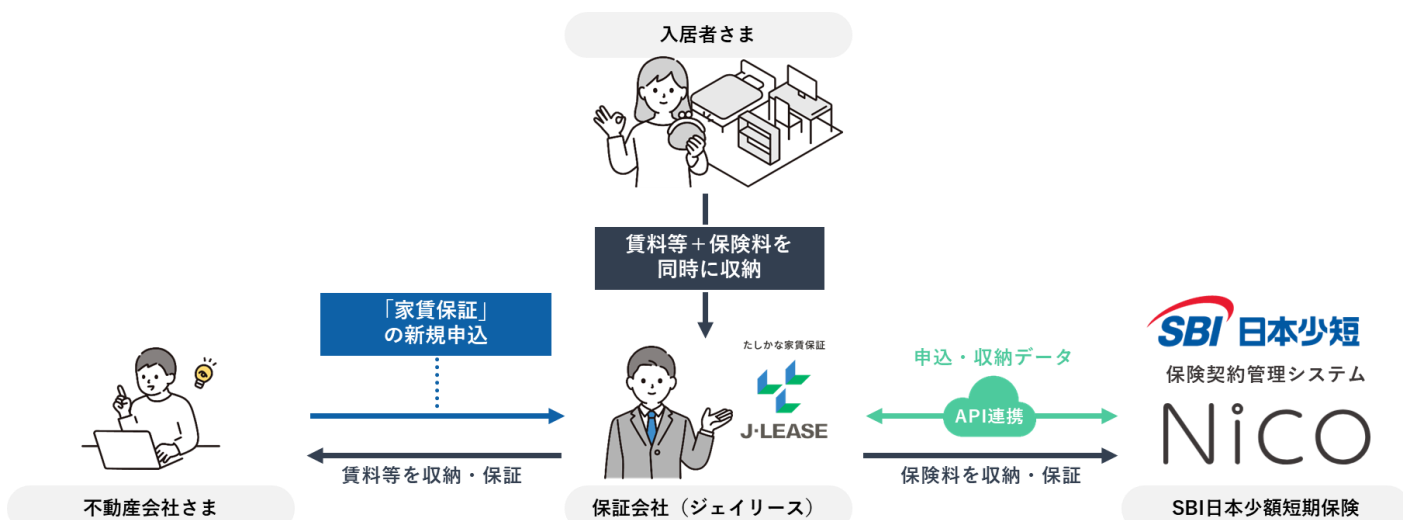 入居者さま
賃料等+保険料を
同時に収納
「家賃保証」
の新規申込
たしかな家賃保証
J·LEASE
申込・収納データ
API連携
SBI日本少短
保険契約管理システム
NiCO
賃料等を収納・保証
保険料を収納・保証
不動産会社さま
保証会社（ジェイリース）
SBI日本少額短期保険